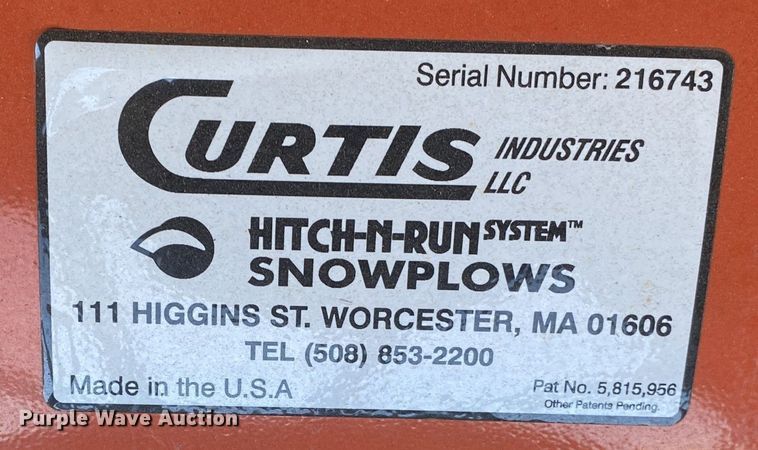 Serial Number: 216743
CURTIS INDUSTRIES LLC
HITCH-N-RUN SYSTEM™
SNOWPLOWS
111 HIGGINS ST. WORCESTER, MA 01606
TEL (508) 853-2200
Made in the U.S.A
Pat No. 5,815,956
Other Patents Pending.
Purple Wave Auction